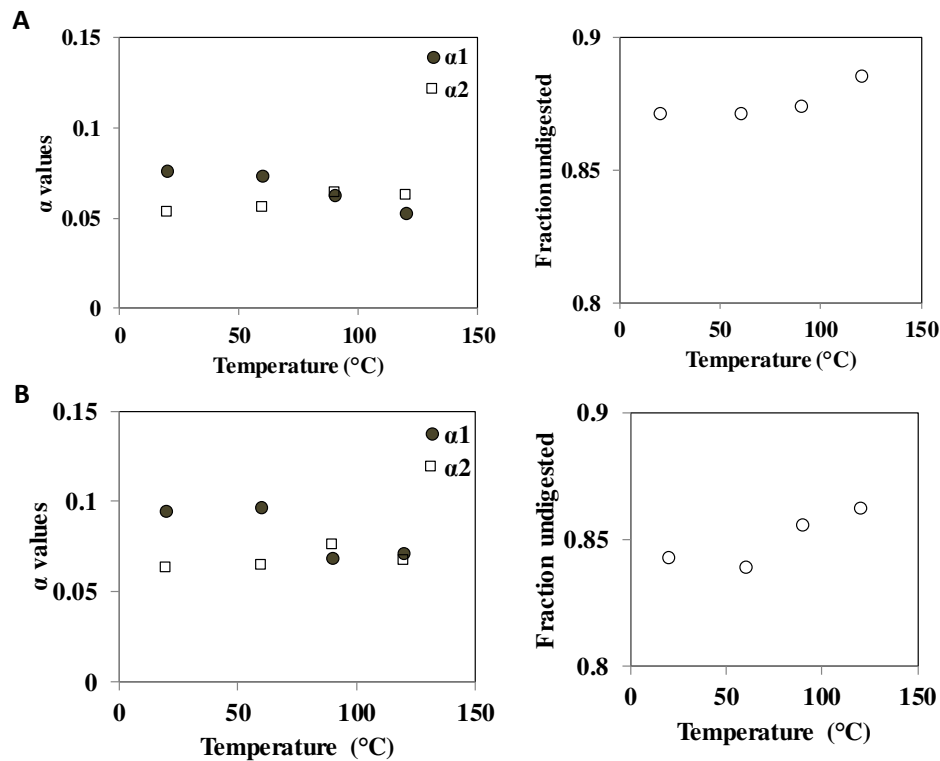 A
0.15
0.1
0.05
0
0
50
100
150
α values
Temperature (°C)
α1
α2
0.9
0.85
0.8
0
50
100
150
Fraction undigested
Temperature (°C)
B
0.15
0.1
0.05
0
0
50
100
150
α values
Temperature (°C)
α1
α2
0.9
0.85
0.8
0
50
100
150
Fraction undigested
Temperature (°C)